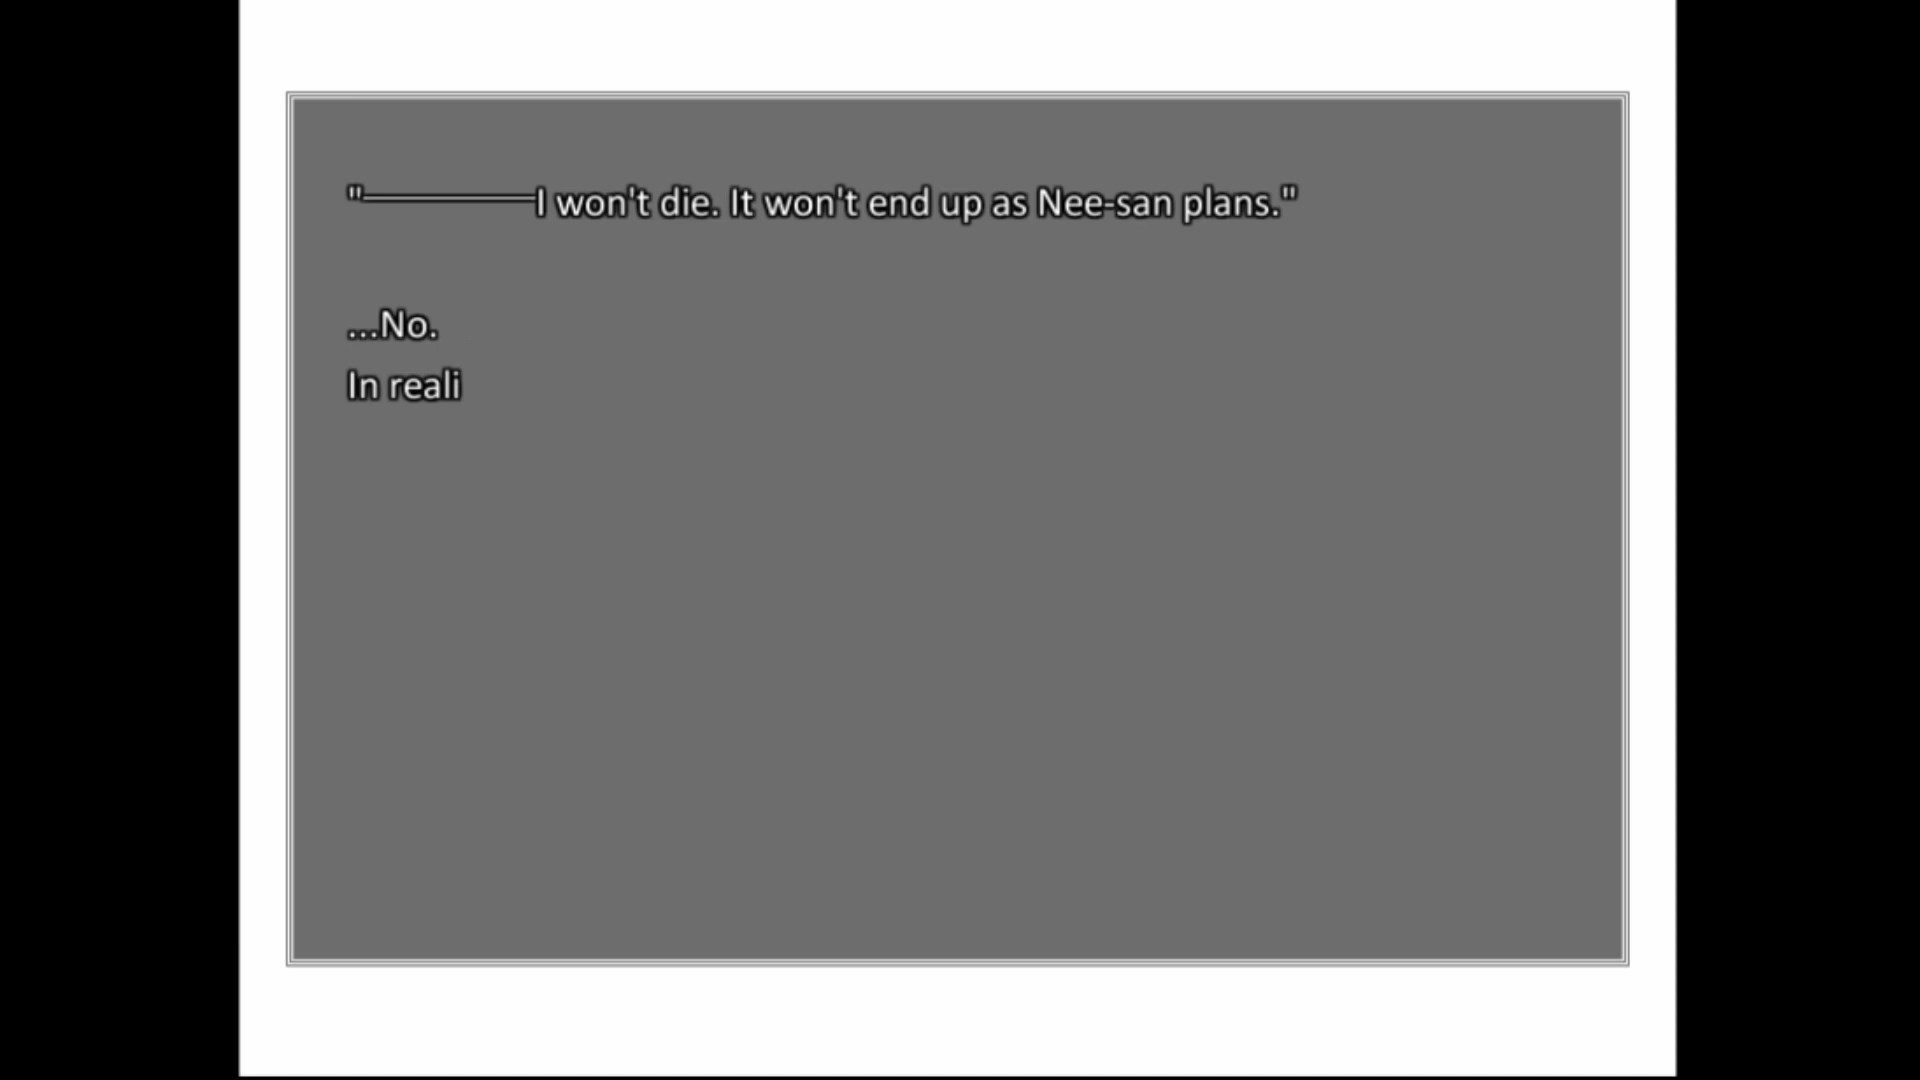 "————I won't die. It won't end up as Nee-san plans."
...No.
In reali